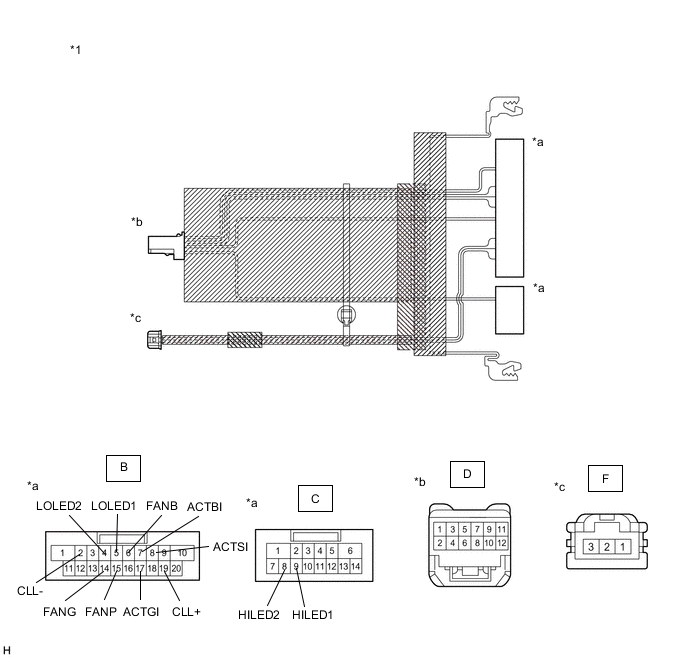 *1
*a
*b
*a
*c
B
*a
LOLED2 LOLED1 FANB ACTBI
ACTSI
1 2 3 4 5 6 7 8 9 10
11 12 13 14 15 16 17 18 19 20
CLL-
FANG FANP ACTGI CLL+
C
*a
1 2 3 4 5 6
7 8 9 10 11 12 13 14
HILED2 HILED1
D
*b
1 3 5 7 9 11
2 4 6 8 10 12
F
*c
3 2 1
H